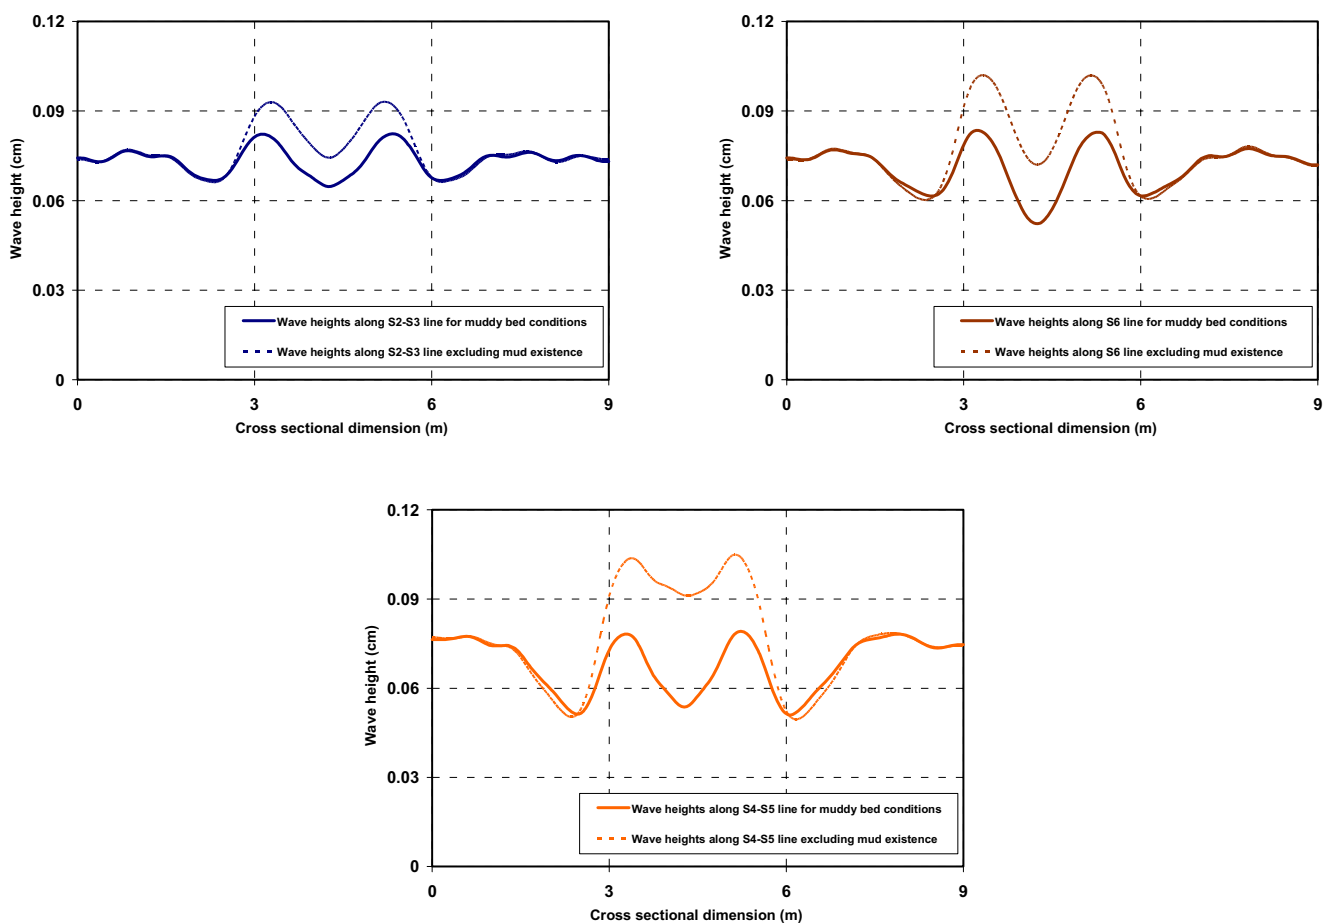 0.12
0.09
0.06
0.03
0
Wave height (cm)
Wave heights along S2-S3 line for muddy bed conditions
Wave heights along S2-S3 line excluding mud existence
0 3 6 9
Cross sectional dimension (m)
0.12
0.09
0.06
0.03
0
Wave height (cm)
Wave heights along S6 line for muddy bed conditions
Wave heights along S6 line excluding mud existence
0 3 6 9
Cross sectional dimension (m)
0.12
0.09
0.06
0.03
0
Wave height (cm)
Wave heights along S4-S5 line for muddy bed conditions
Wave heights along S4-S5 line excluding mud existence
0 3 6 9
Cross sectional dimension (m)